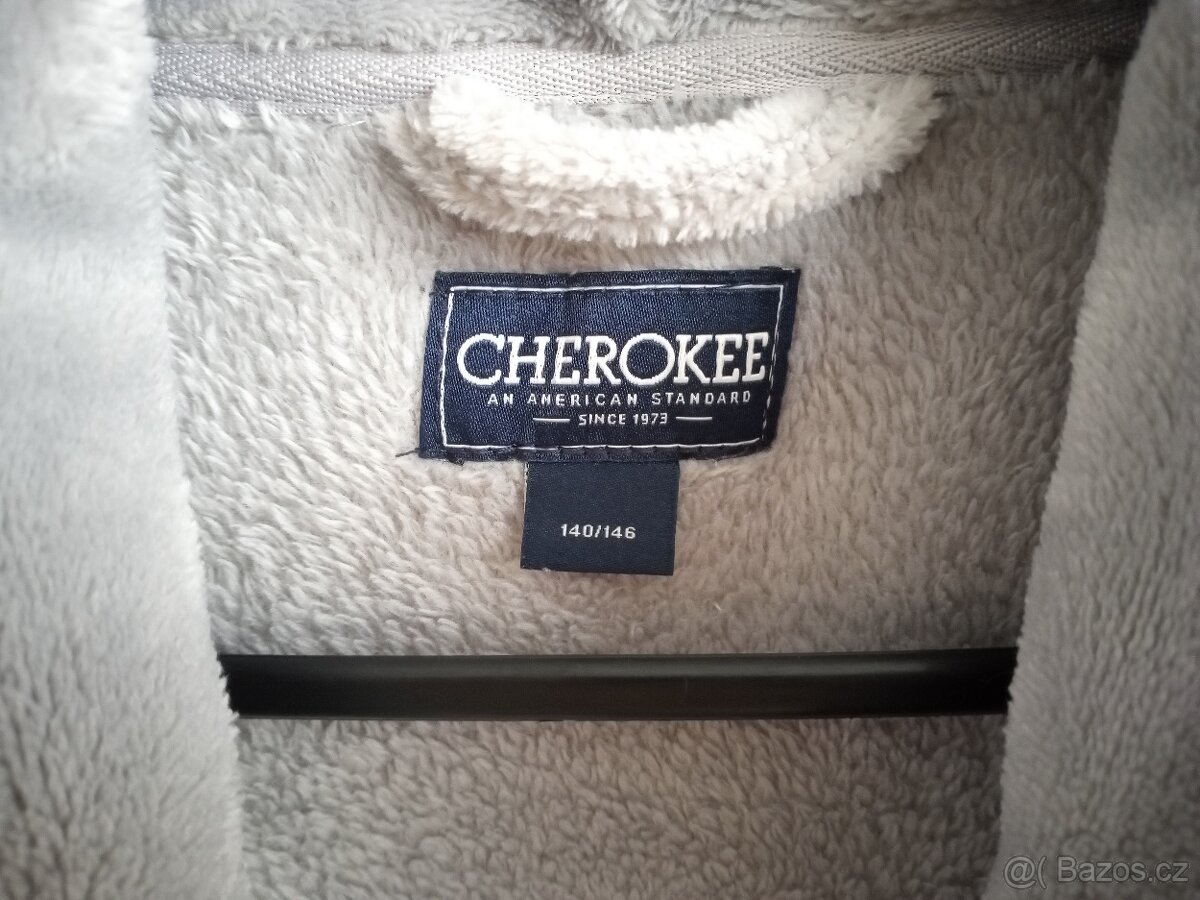 CHEROKEE
AN AMERICAN STANDARD
SINCE 1973
140/146
@( Bazos.cz